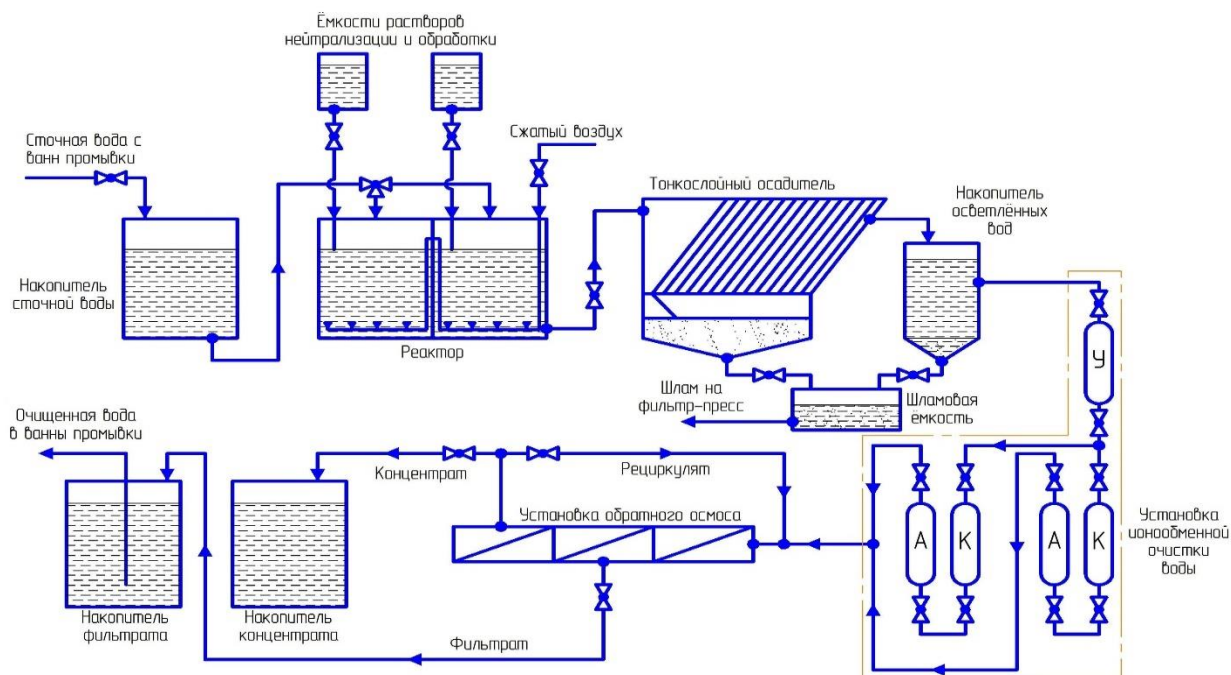 Ёмкости растворов
нейтрализации и обработки
Сточная вода с
ванн промывки
Сжатый воздух
Тонкослойный осадитель
Накопитель
осветлённых
вод
Накопитель
сточной воды
Реактор
У
Шлам на
фильтр-пресс
Шламовая
ёмкость
Очищенная вода
в ванны промывки
Концентрат
Рециркулят
Установка обратного осмоса
А
К
А
К
Установка
ионообменной
очистки
воды
Накопитель
фильтрата
Накопитель
концентрата
Фильтрат